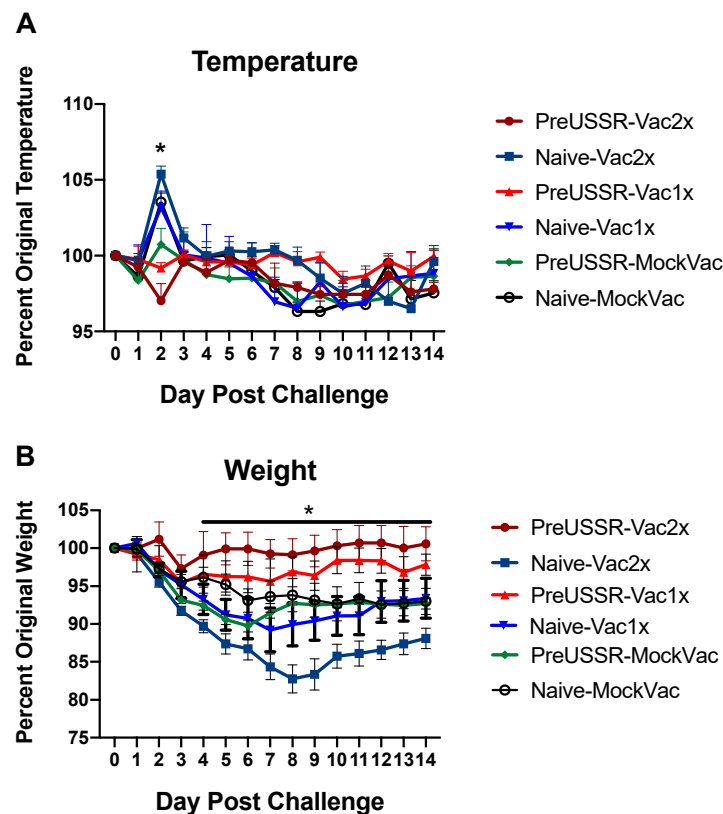 A
Temperature
Percent Original Temperature
110
105
100
95
*
0 1 2 3 4 5 6 7 8 9 10 11 12 13 14
Day Post Challenge
PreUSSR-Vac2x
Naive-Vac2x
PreUSSR-Vac1x
Naive-Vac1x
PreUSSR-MockVac
Naive-MockVac
B
Weight
Percent Original Weight
105
100
95
90
85
80
75
*
0 1 2 3 4 5 6 7 8 9 10 11 12 13 14
Day Post Challenge
PreUSSR-Vac2x
Naive-Vac2x
PreUSSR-Vac1x
Naive-Vac1x
PreUSSR-MockVac
Naive-MockVac